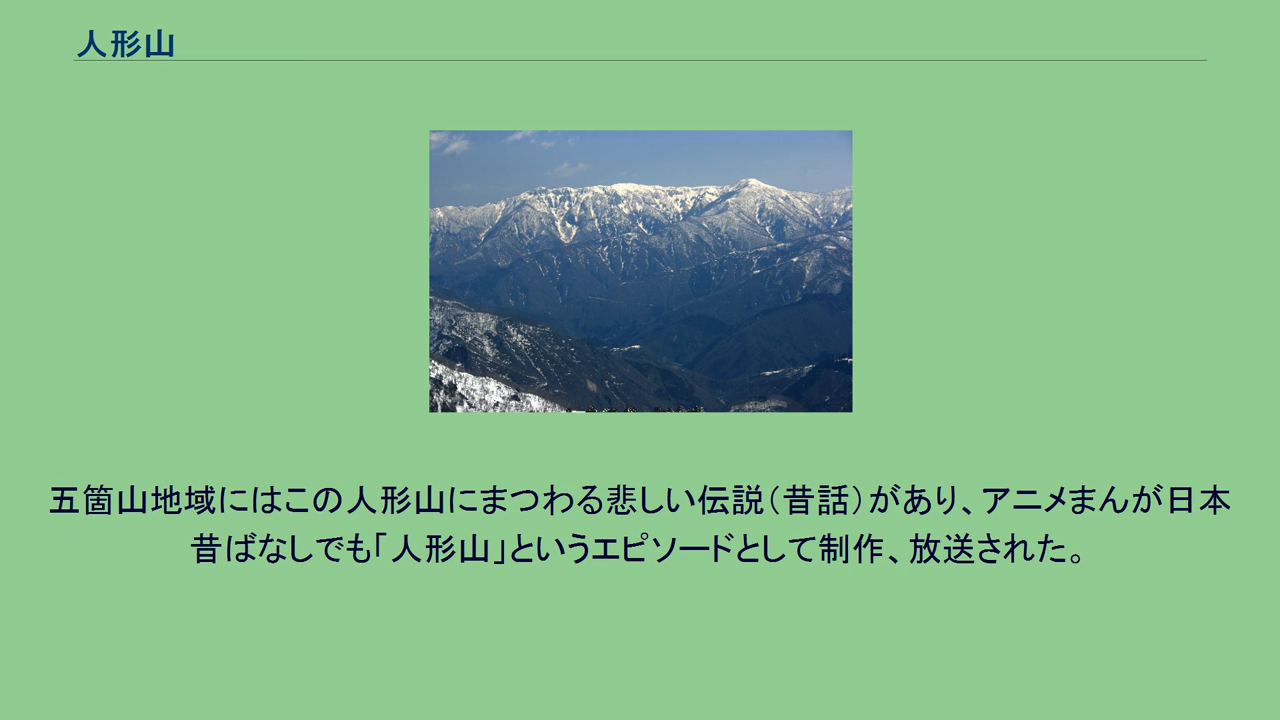 人形山
五箇山地域にはこの人形山にまつわる悲しい伝説（昔話）があり、アニメまんが日本
昔ばなしでも｢人形山｣というエピソードとして制作、放送された。